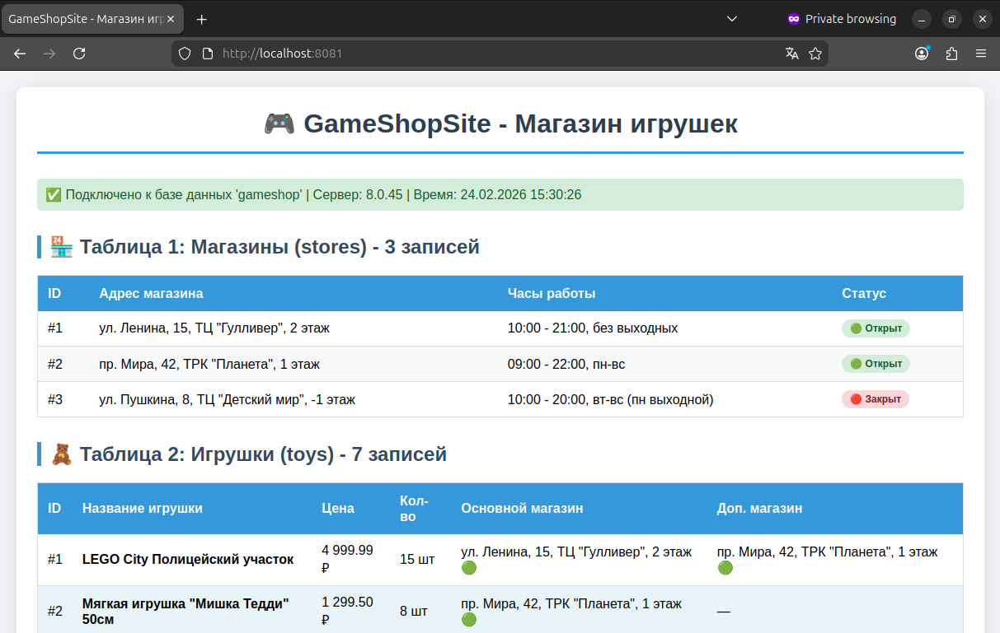 GameShopSite - Магазин игр
Private browsing
http://localhost:8081
GameShopSite - Магазин игрушек
Подключено к базе данных 'gameshop' | Сервер: 8.0.45 | Время: 24.02.2026 15:30:26
Таблица 1: Магазины (stores) - 3 записей
ID Адрес магазина Часы работы Статус
#1 ул. Ленина, 15, ТЦ "Гулливер", 2 этаж 10:00 - 21:00, без выходных Открыт
#2 пр. Мира, 42, ТРК "Планета", 1 этаж 09:00 - 22:00, пн-вс Открыт
#3 ул. Пушкина, 8, ТЦ "Детский мир", -1 этаж 10:00 - 20:00, вт-вс (пн выходной) Закрыт
Таблица 2: Игрушки (toys) - 7 записей
ID Название игрушки Цена Кол-во Основной магазин Доп. магазин
#1 LEGO City Полицейский участок 4 999.99 ₽ 15 шт ул. Ленина, 15, ТЦ "Гулливер", 2 этаж пр. Мира, 42, ТРК "Планета", 1 этаж
#2 Мягкая игрушка "Мишка Тедди" 50см 1 299.50 ₽ 8 шт пр. Мира, 42, ТРК "Планета", 1 этаж —